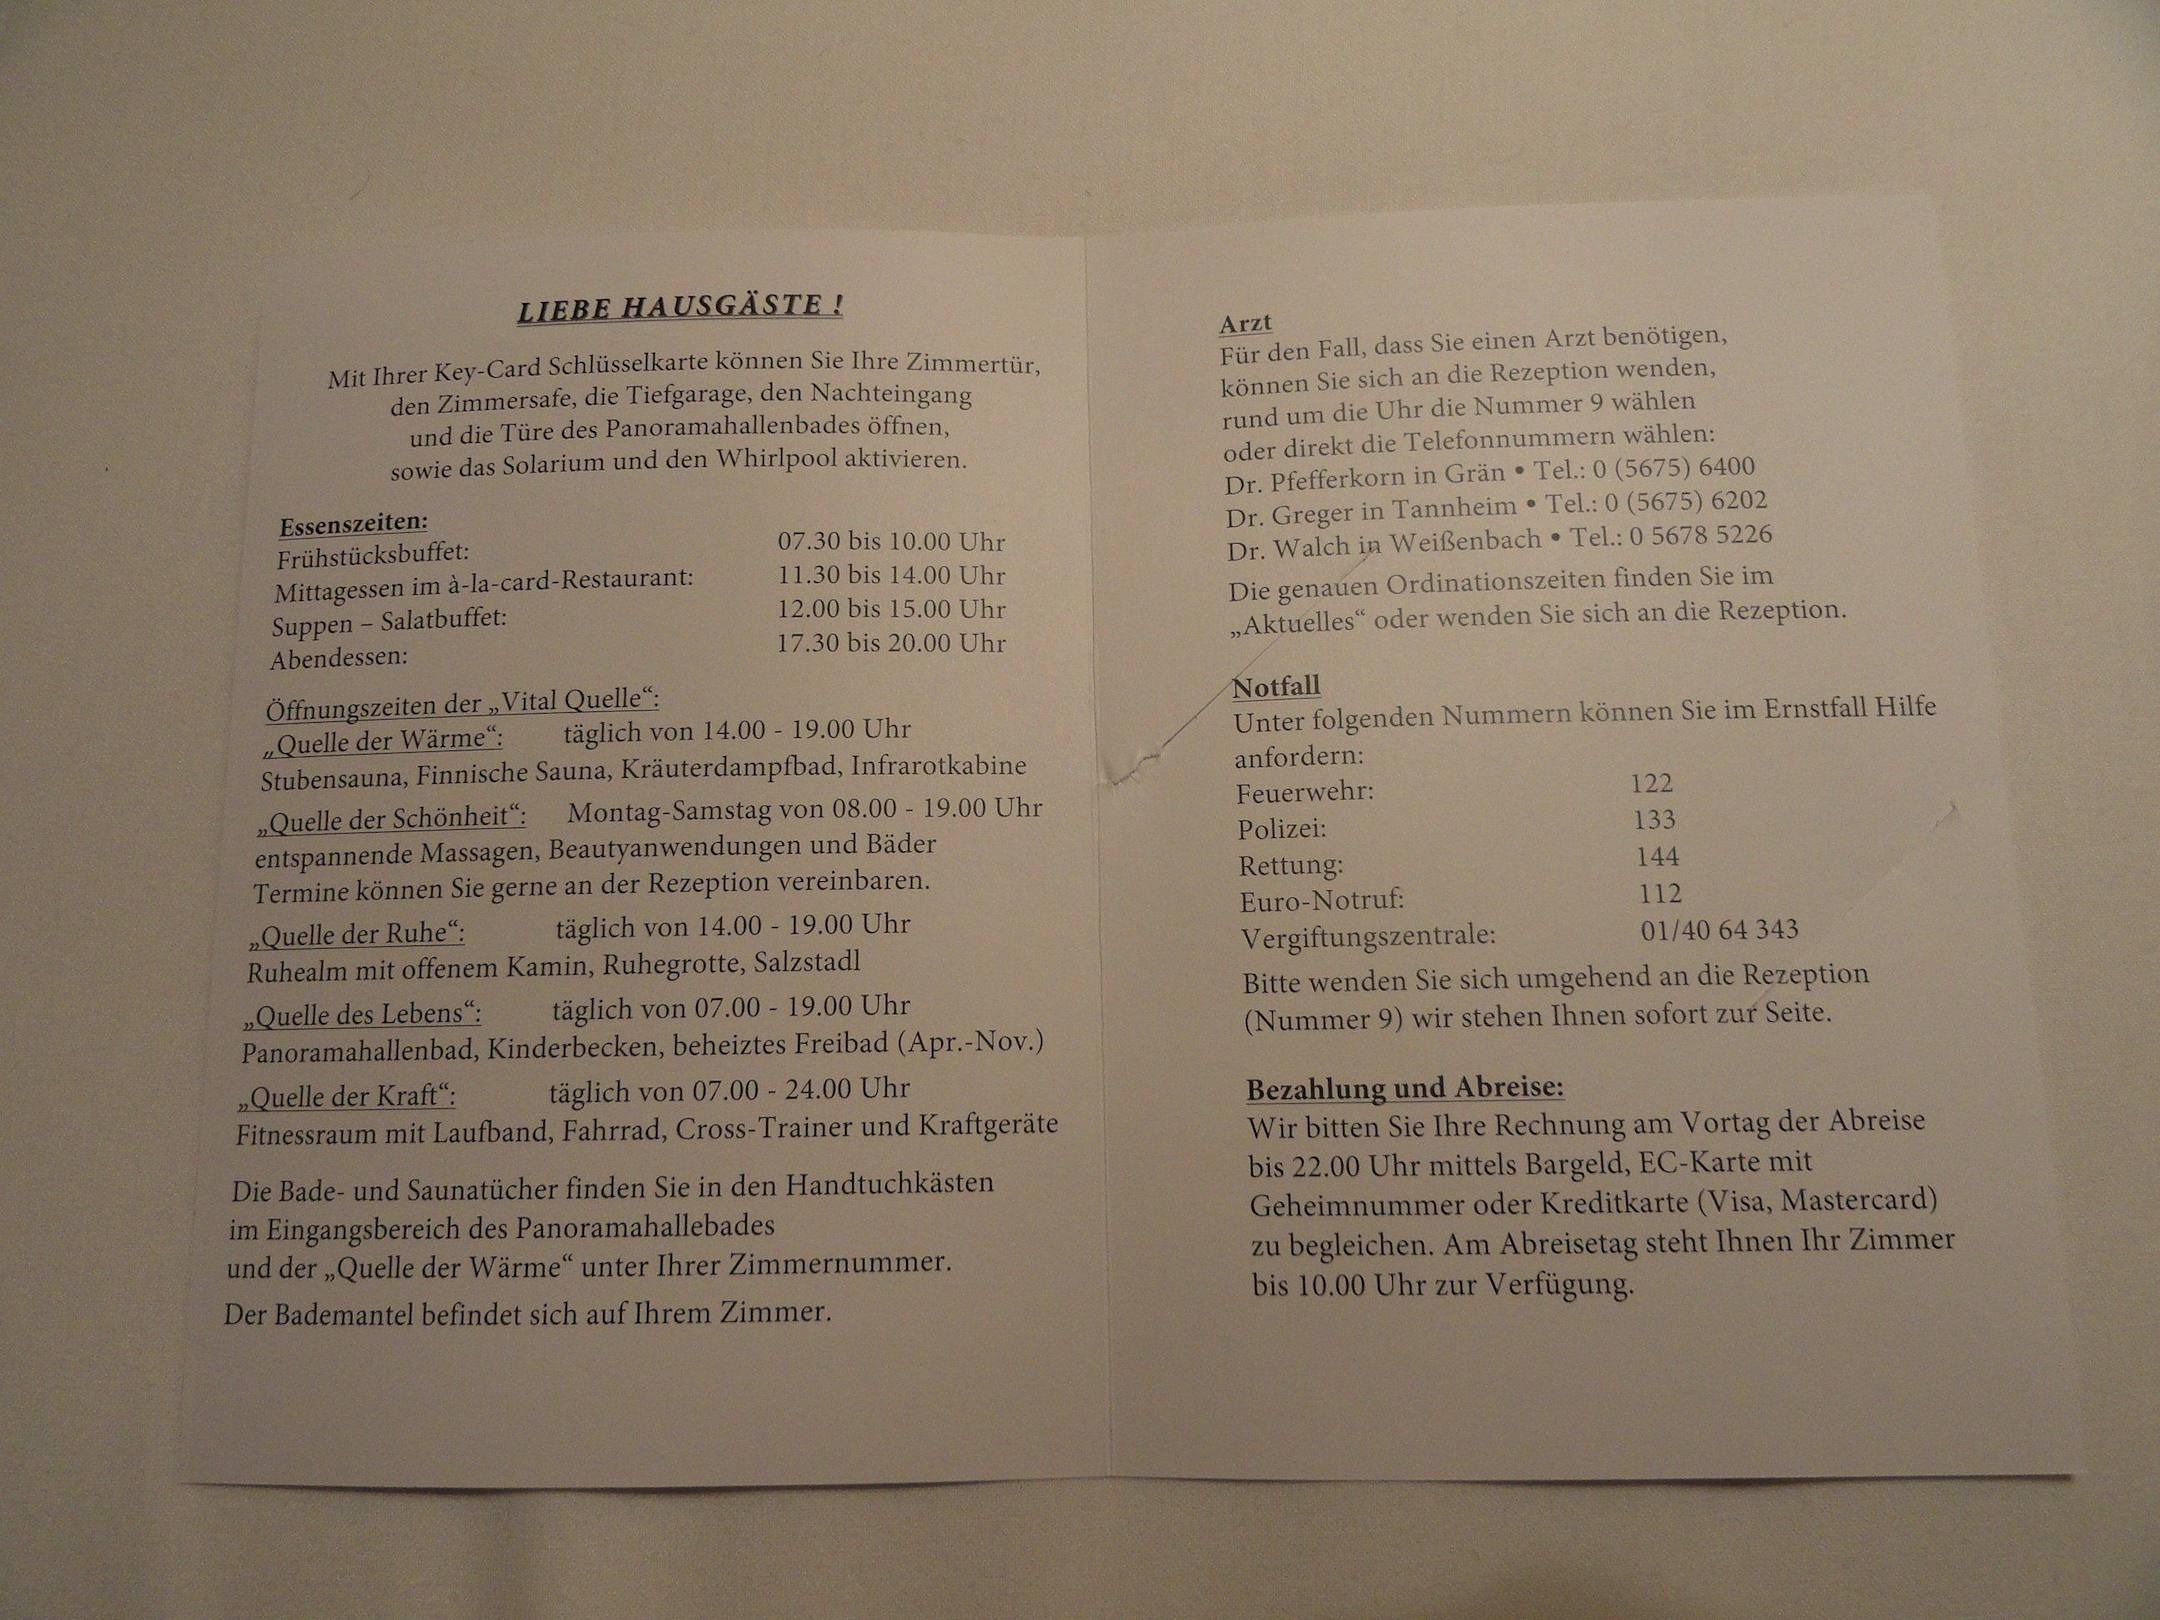 LIEBE HAUSGÄSTE !
Mit Ihrer Key-Card Schlüsselkarte können Sie Ihre Zimmertür,
den Zimmersafe, die Tiefgarage, den Nachteingang
und die Türe des Panoramahallenbades öffnen,
sowie das Solarium und den Whirlpool aktivieren.
Essenszeiten:
Frühstücksbuffet: 07.30 bis 10.00 Uhr
Mittagessen im à-la-card-Restaurant: 11.30 bis 14.00 Uhr
Suppen – Salatbuffet: 12.00 bis 15.00 Uhr
Abendessen: 17.30 bis 20.00 Uhr
Öffnungszeiten der „Vital Quelle“:
„Quelle der Wärme“: täglich von 14.00 - 19.00 Uhr
Stubensauna, Finnische Sauna, Kräuterdampfbad, Infrarotkabine
„Quelle der Schönheit“: Montag-Samstag von 08.00 - 19.00 Uhr
entspannende Massagen, Beautyanwendungen und Bäder
Termine können Sie gerne an der Rezeption vereinbaren.
„Quelle der Ruhe“: täglich von 14.00 - 19.00 Uhr
Ruhealm mit offenem Kamin, Ruhegrotte, Salzstadl
„Quelle des Lebens“: täglich von 07.00 - 19.00 Uhr
Panoramahallenbad, Kinderbecken, beheiztes Freibad (Apr.-Nov.)
„Quelle der Kraft“: täglich von 07.00 - 24.00 Uhr
Fitnessraum mit Laufband, Fahrrad, Cross-Trainer und Kraftgeräte
Die Bade- und Saunatücher finden Sie in den Handtuchkästen
im Eingangsbereich des Panoramahallebades
und der „Quelle der Wärme“ unter Ihrer Zimmernummer.
Der Bademantel befindet sich auf Ihrem Zimmer.
Arzt
Für den Fall, dass Sie einen Arzt benötigen,
können Sie sich an die Rezeption wenden,
rund um die Uhr die Nummer 9 wählen
oder direkt die Telefonnummern wählen:
Dr. Pfefferkorn in Grän • Tel.: 0 (5675) 6400
Dr. Greger in Tannheim • Tel.: 0 (5675) 6202
Dr. Walch in Weißenbach • Tel.: 0 5678 5226
Die genauen Ordinationszeiten finden Sie im
„Aktuelles“ oder wenden Sie sich an die Rezeption.
Notfall
Unter folgenden Nummern können Sie im Ernstfall Hilfe
anfordern:
Feuerwehr: 122
Polizei: 133
Rettung: 144
Euro-Notruf: 112
Vergiftungszentrale: 01/40 64 343
Bitte wenden Sie sich umgehend an die Rezeption
(Nummer 9) wir stehen Ihnen sofort zur Seite.
Bezahlung und Abreise:
Wir bitten Sie Ihre Rechnung am Vortag der Abreise
bis 22.00 Uhr mittels Bargeld, EC-Karte mit
Geheimnummer oder Kreditkarte (Visa, Mastercard)
zu begleichen. Am Abreisetag steht Ihnen Ihr Zimmer
bis 10.00 Uhr zur Verfügung.